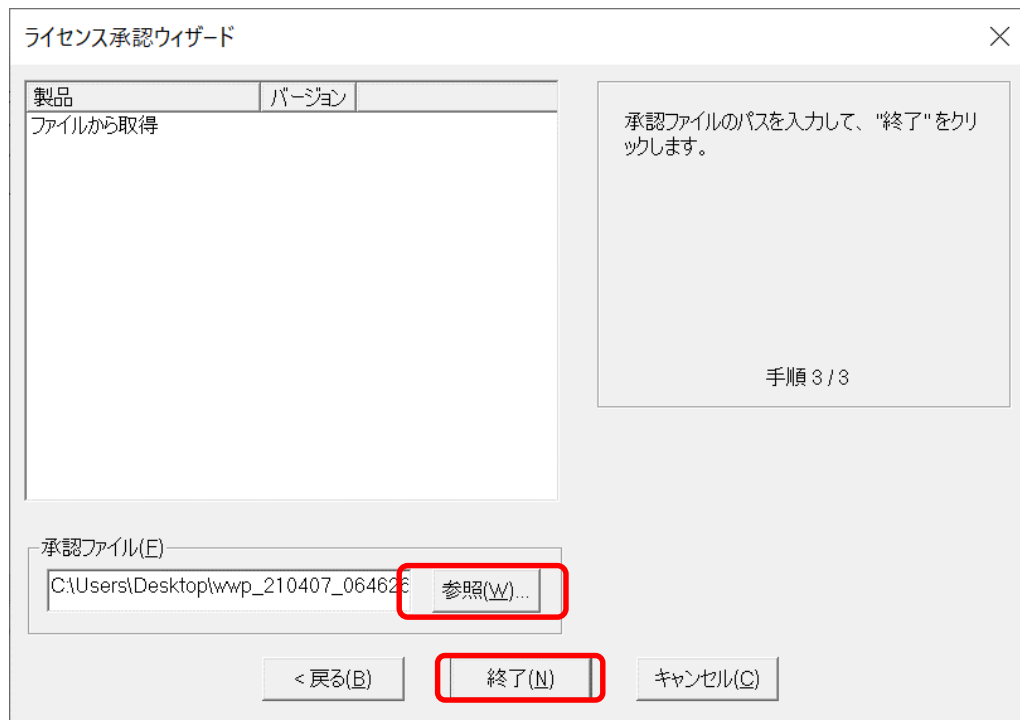 ライセンス承認ウィザード
製品 バージョン
ファイルから取得
承認ファイルのパスを入力して、"終了"をクリ
ックします。
手順 3 / 3
承認ファイル(F)
C:\Users\Desktop\wwp_210407_064626
参照(W)...
< 戻る(B) 終了(N) キャンセル(C)